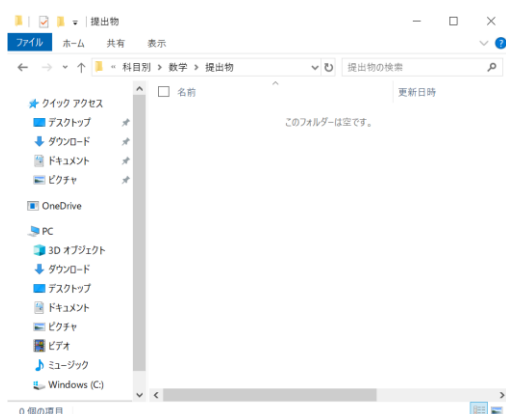 提出物
ファイル ホーム 共有 表示
« 科目別 > 数学 > 提出物 提出物の検索
名前 更新日時
このフォルダーは空です。
クイック アクセス
デスクトップ
ダウンロード
ドキュメント
ピクチャ
OneDrive
PC
3D オブジェクト
ダウンロード
デスクトップ
ドキュメント
ピクチャ
ビデオ
ミュージック
Windows (C:)
0 個の項目